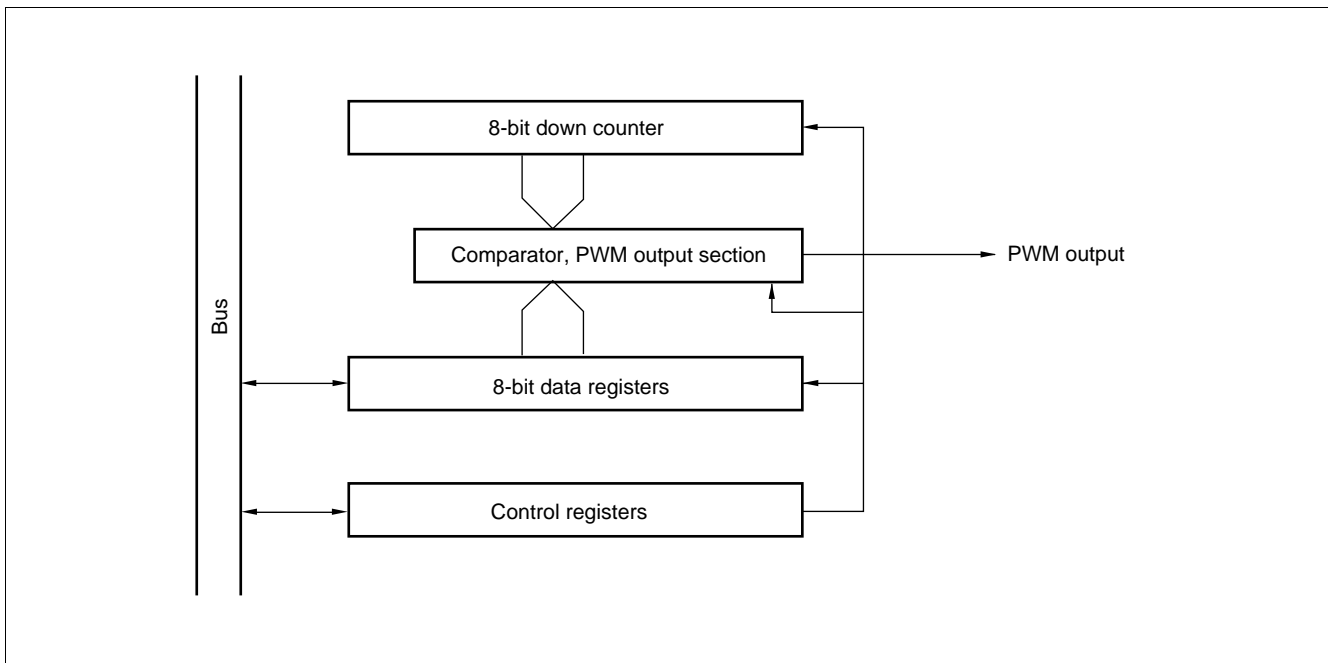 8-bit down counter
Comparator, PWM output section
PWM output
Bus
8-bit data registers
Control registers